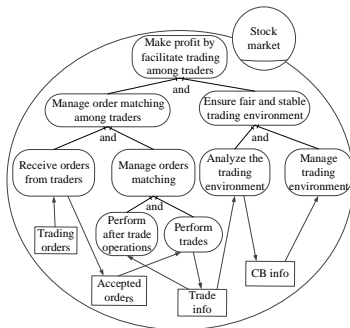 Stock
market
Make profit by
facilitate trading
among traders
and
Manage order matching
among traders
Ensure fair and stable
trading environment
and
and
Receive orders
from traders
Manage orders
matching
Analyze the
trading
environment
Manage
trading
environment
and
Trading
orders
Perform
after trade
operations
Perform
trades
CB info
Accepted
orders
Trade
info